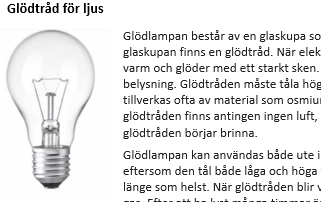 Glödtråd för ljus
Glödlampan består av en glaskupa so
glaskupan finns en glödtråd. När elek
varm och glöder med ett starkt sken.
belysning. Glödtråden måste tåla hög
tillverkas ofta av material som osmiu
glödtråden finns antingen ingen luft,
glödtråden börjar brinna.
Glödlampan kan användas både ute i
eftersom den tål både låga och höga
länge som helst. När glödtråden blir v